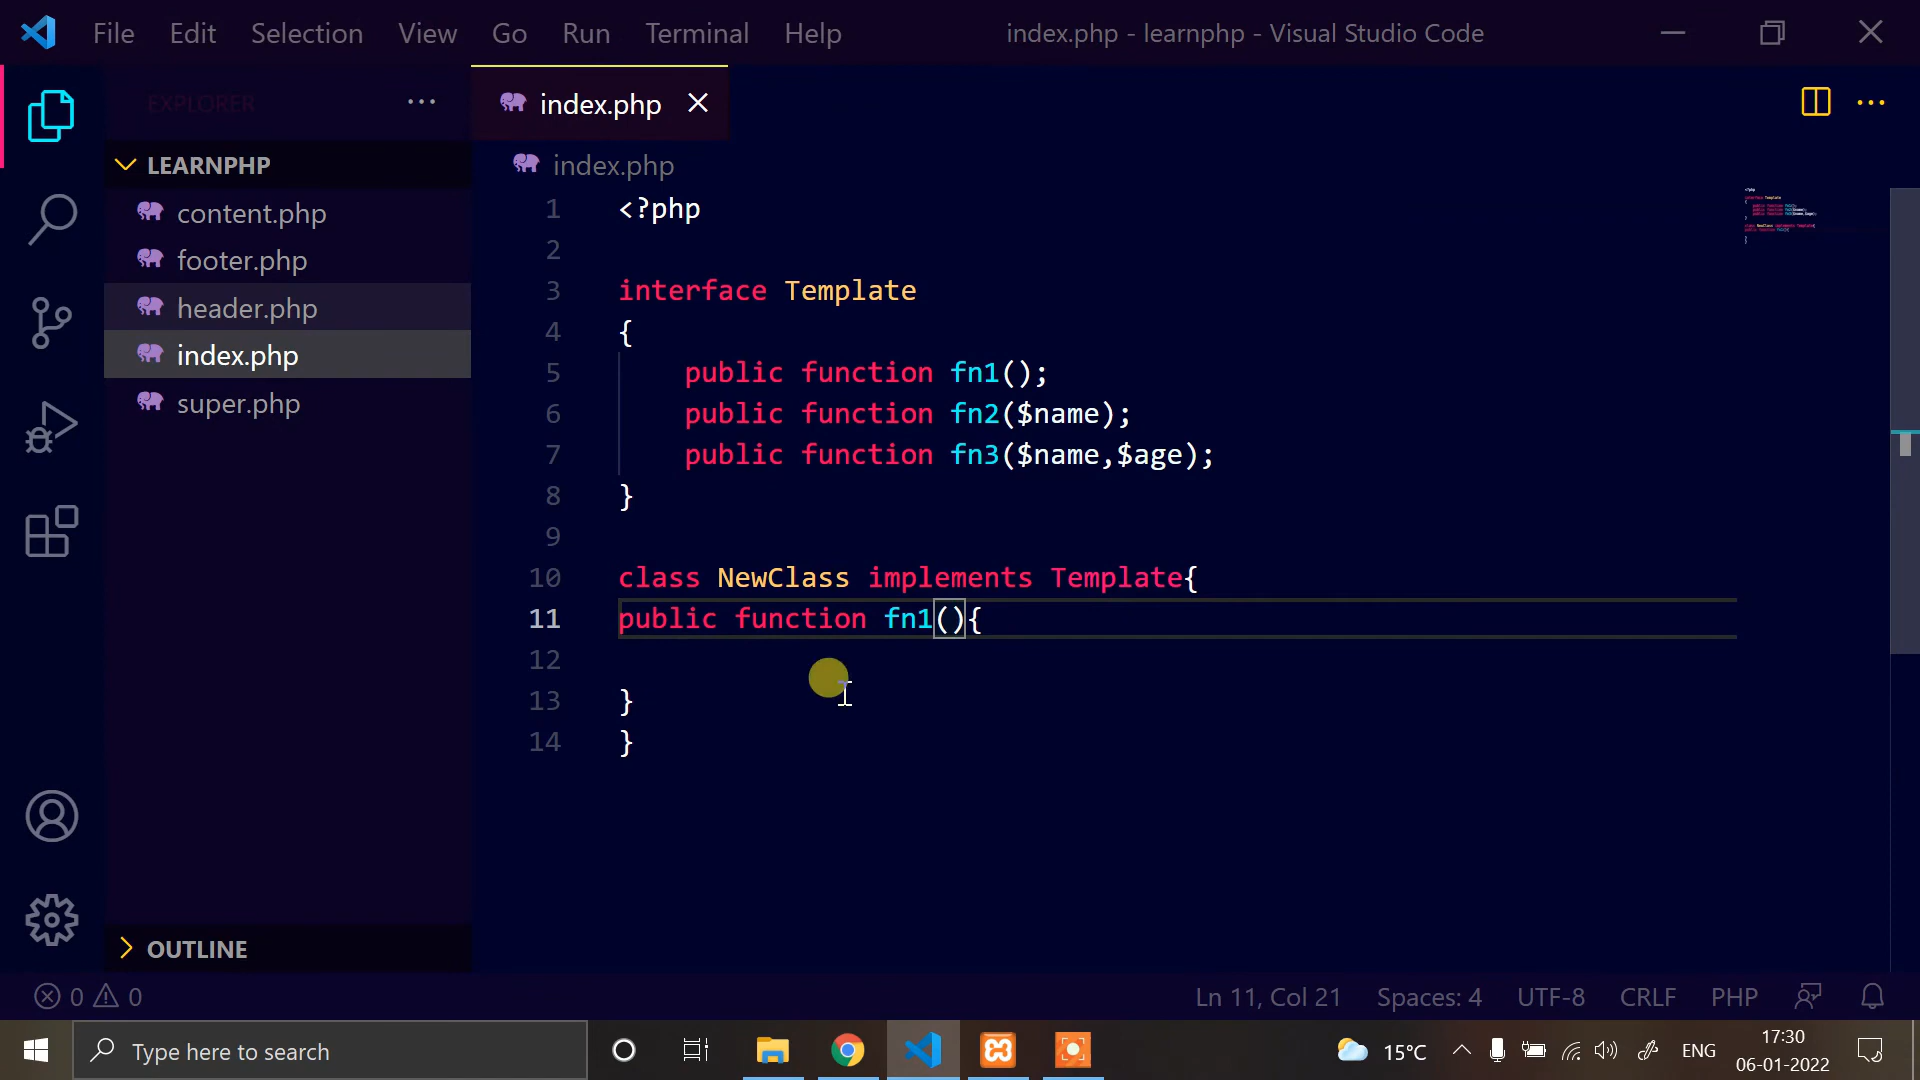 File Edit Selection View Go Run Terminal Help index.php - learnphp - Visual Studio Code
EXPLORER ···
index.php
LEARNPHP
content.php
footer.php
header.php
index.php
super.php
OUTLINE
index.php
1 <?php
2
3 interface Template
4 {
5 public function fn1();
6 public function fn2($name);
7 public function fn3($name,$age);
8 }
9
10 class NewClass implements Template{
11 public function fn1(){
12
13 }
14 }
0 0 Ln 11, Col 21 Spaces: 4 UTF-8 CRLF PHP
Type here to search 15°C ENG 17:30
06-01-2022